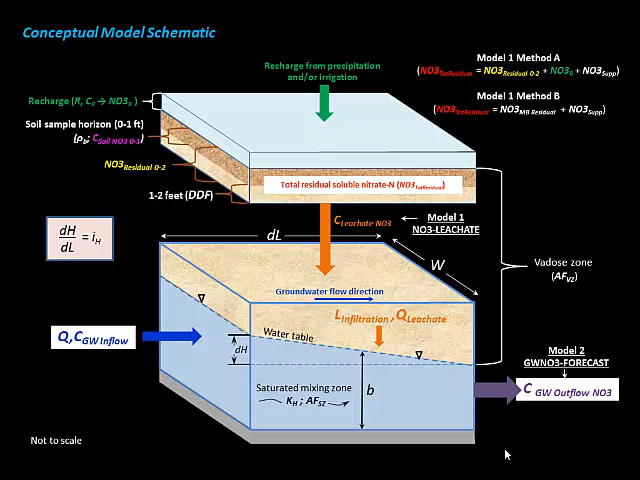 Conceptual Model Schematic
Recharge from precipitation
and/or irrigation
Model 1 Method A
(NO3TotResidual = NO3Residual 0-2 + NO3R + NO3Supp)
Model 1 Method B
(NO3TotResidual = NO3MB Residual + NO3Supp)
Recharge (R, CR → NO3R )
Soil sample horizon (0-1 ft)
(ρb; CSoil NO3 0-1)
NO3Residual 0-2
1-2 feet (DDF)
Total residual soluble nitrate-N (NO3TotResidual)
CLeachate NO3
Model 1
NO3-LEACHATE
dH
dL
= iH
dL
W
Vadose zone
(AFVZ)
Groundwater flow direction
LInfiltration , QLeachate
Q,CGW Inflow
Water table
dH
Saturated mixing zone
KH ; AFSZ
b
Model 2
GWNO3-FORECAST
C GW Outflow NO3
Not to scale